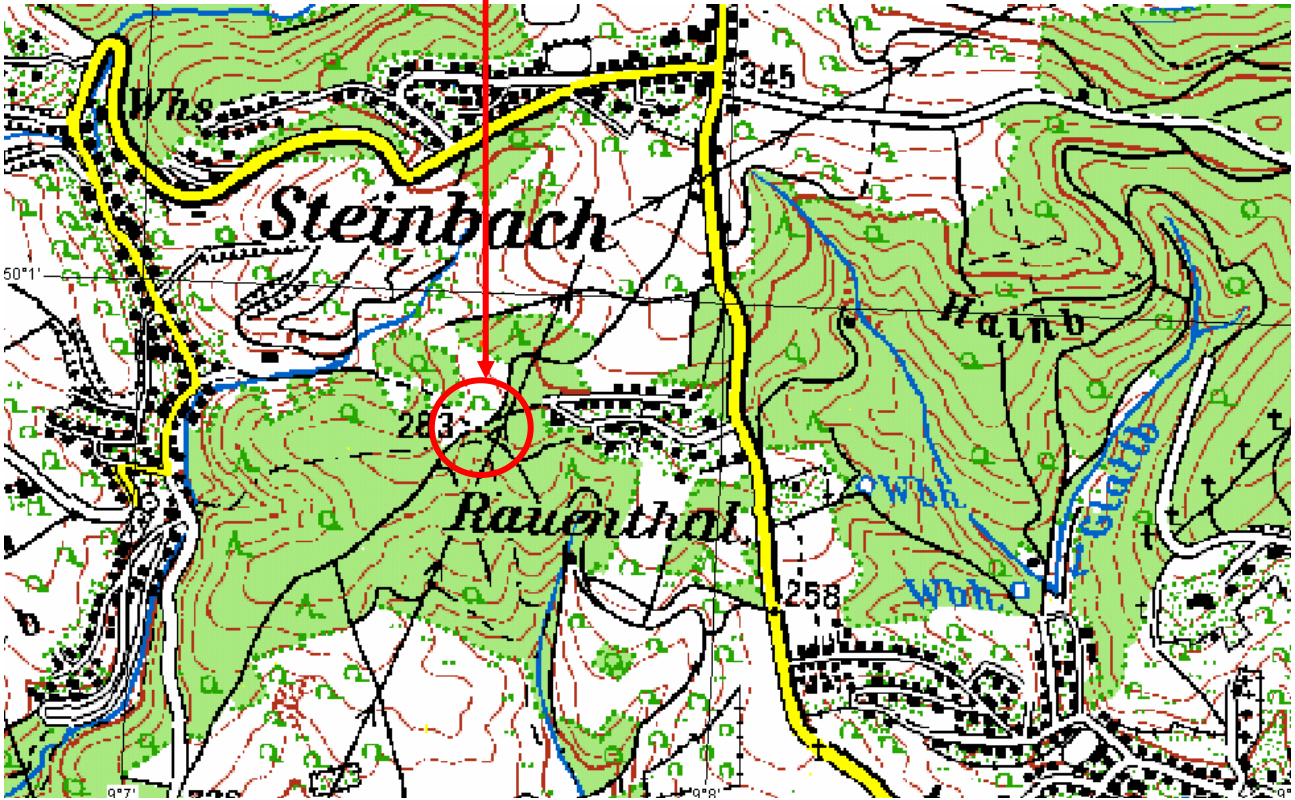 Whs
345
Steinbach
50°1'
Hainb
283
Wbh.
Glattb
Rauenthal
Wbh.
258
b
9°7'
9°8'